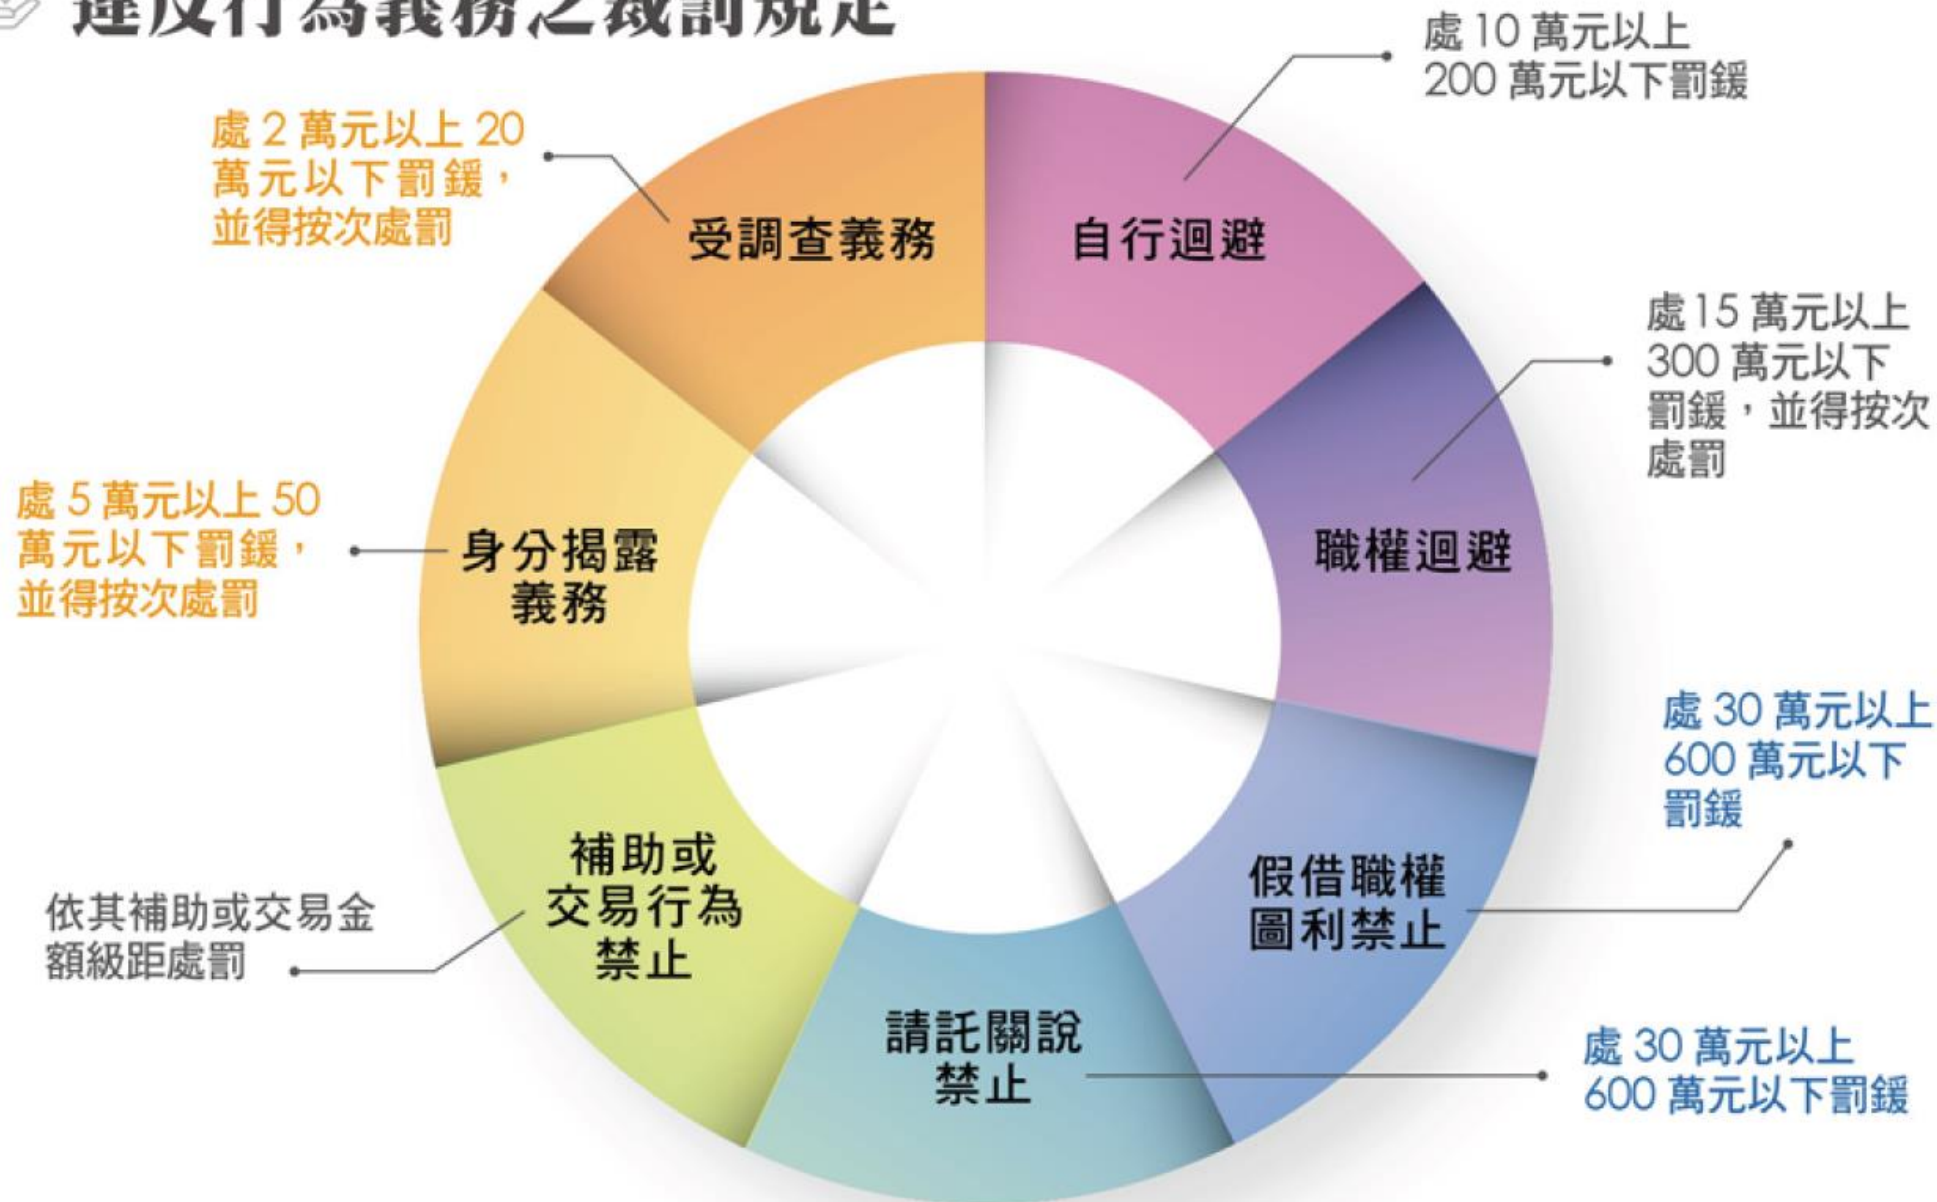 違反行為義務之裁罰規定
處 10 萬元以上
200 萬元以下罰鍰
自行迴避
處 15 萬元以上
300 萬元以下
罰鍰，並得按次
處罰
職權迴避
處 30 萬元以上
600 萬元以下
罰鍰
假借職權
圖利禁止
處 30 萬元以上
600 萬元以下罰鍰
請託關說
禁止
依其補助或交易金
額級距處罰
補助或
交易行為
禁止
處 5 萬元以上 50
萬元以下罰鍰，
並得按次處罰
身分揭露
義務
處 2 萬元以上 20
萬元以下罰鍰，
並得按次處罰
受調查義務